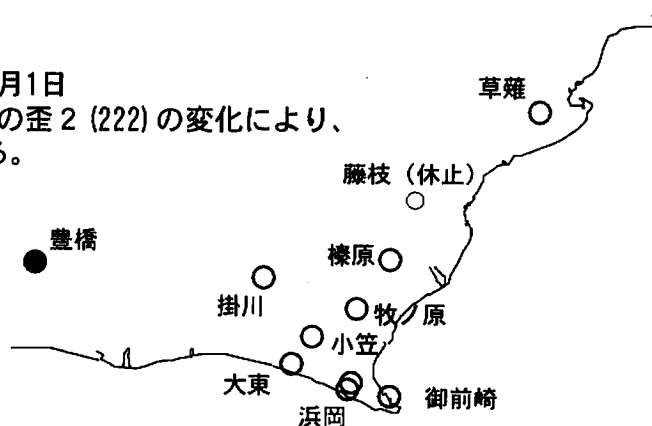 月1日
の歪2(222)の変化により、
る。
草薙
藤枝(休止)
豊橋
榛原
掛川
牧ノ原
小笠
大東
御前崎
浜岡